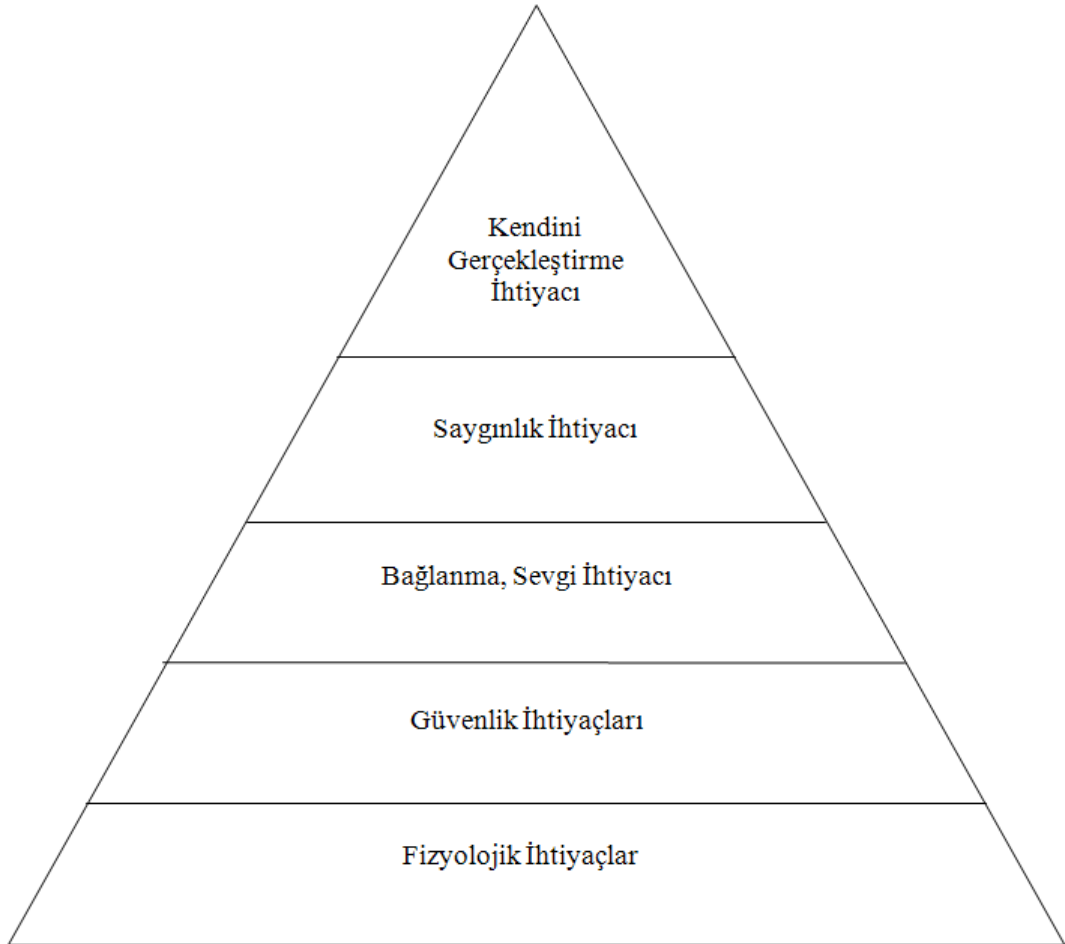 Kendini
Gerçekleştirme
İhtiyacı
Saygınlık İhtiyacı
Bağlanma, Sevgi İhtiyacı
Güvenlik İhtiyaçları
Fizyolojik İhtiyaçlar